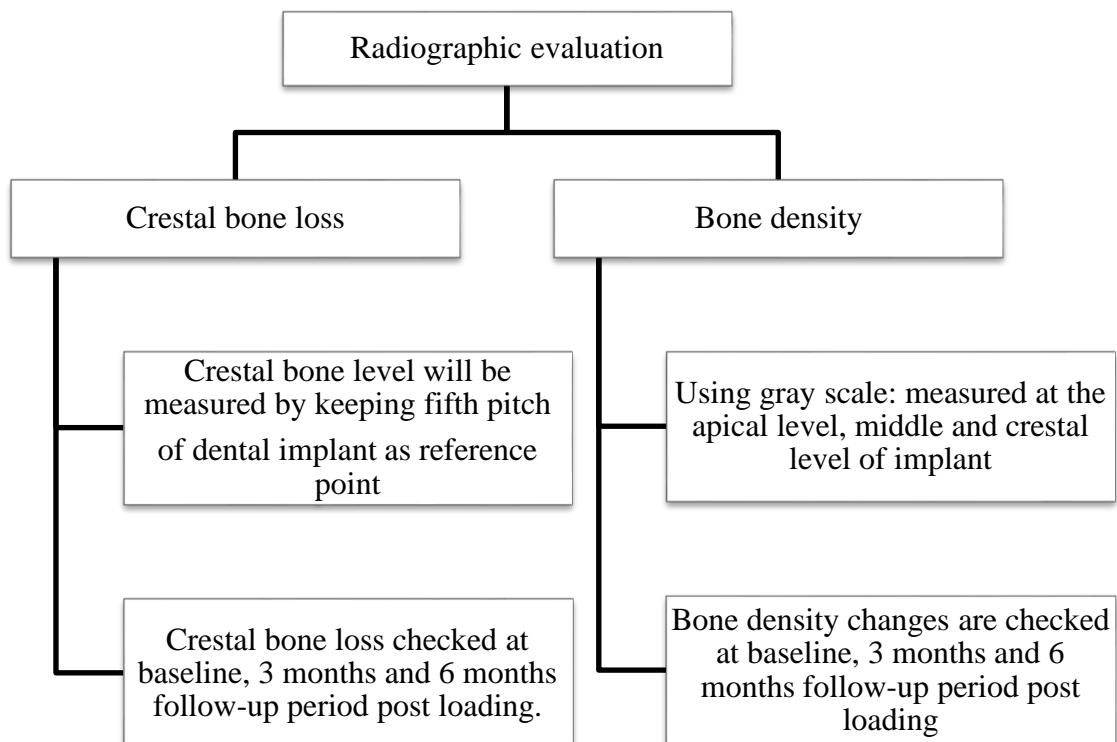 Radiographic evaluation
Crestal bone loss
Bone density
Crestal bone level will be
measured by keeping fifth pitch
of dental implant as reference
point
Using gray scale: measured at the
apical level, middle and crestal
level of implant
Crestal bone loss checked at
baseline, 3 months and 6 months
follow-up period post loading.
Bone density changes are checked
at baseline, 3 months and 6
months follow-up period post
loading